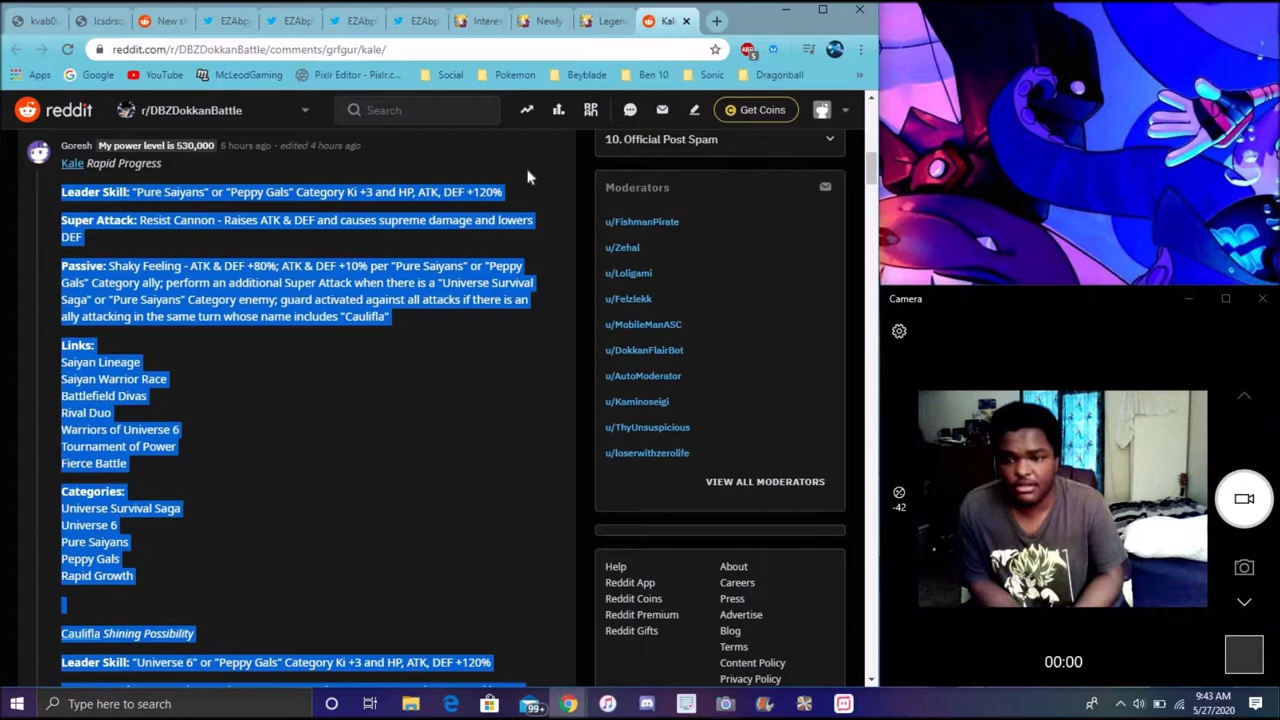 kvab0u
lcsdrsq
New s
EZAbp
EZAbp
EZAbp
EZAbp
Interes
Newly
Legen
Kal
reddit.com/r/DBZDokkanBattle/comments/grfgur/kale/
Apps
Google
YouTube
McLeodGaming
Pixlr Editor - Pixlr.c...
Social
Pokemon
Beyblade
Ben 10
Sonic
Dragonball
»
reddit
r/DBZDokkanBattle
Search
Get Coins
Goresh My power level is 530,000 5 hours ago · edited 4 hours ago
Kale Rapid Progress
Leader Skill: "Pure Saiyans" or "Peppy Gals" Category Ki +3 and HP, ATK, DEF +120%
Super Attack: Resist Cannon - Raises ATK & DEF and causes supreme damage and lowers
DEF
Passive: Shaky Feeling - ATK & DEF +80%; ATK & DEF +10% per "Pure Saiyans" or "Peppy
Gals" Category ally; perform an additional Super Attack when there is a "Universe Survival
Saga" or "Pure Saiyans" Category enemy; guard activated against all attacks if there is an
ally attacking in the same turn whose name includes "Caulifla"
Links:
Saiyan Lineage
Saiyan Warrior Race
Battlefield Divas
Rival Duo
Warriors of Universe 6
Tournament of Power
Fierce Battle
Categories:
Universe Survival Saga
Universe 6
Pure Saiyans
Peppy Gals
Rapid Growth
Caulifla Shining Possibility
Leader Skill: "Universe 6" or "Peppy Gals" Category Ki +3 and HP, ATK, DEF +120%
10. Official Post Spam
Moderators
u/FishmanPirate
u/Zehal
u/Loligami
u/Felzlekk
u/MobileManASC
u/DokkanFlairBot
u/AutoModerator
u/Kaminoseigi
u/ThyUnsuspicious
u/loserwithzerolife
VIEW ALL MODERATORS
Help
Reddit App
Reddit Coins
Reddit Premium
Reddit Gifts
About
Careers
Press
Advertise
Blog
Terms
Content Policy
Privacy Policy
Camera
-42
00:00
Type here to search
99+
9:43 AM
5/27/2020